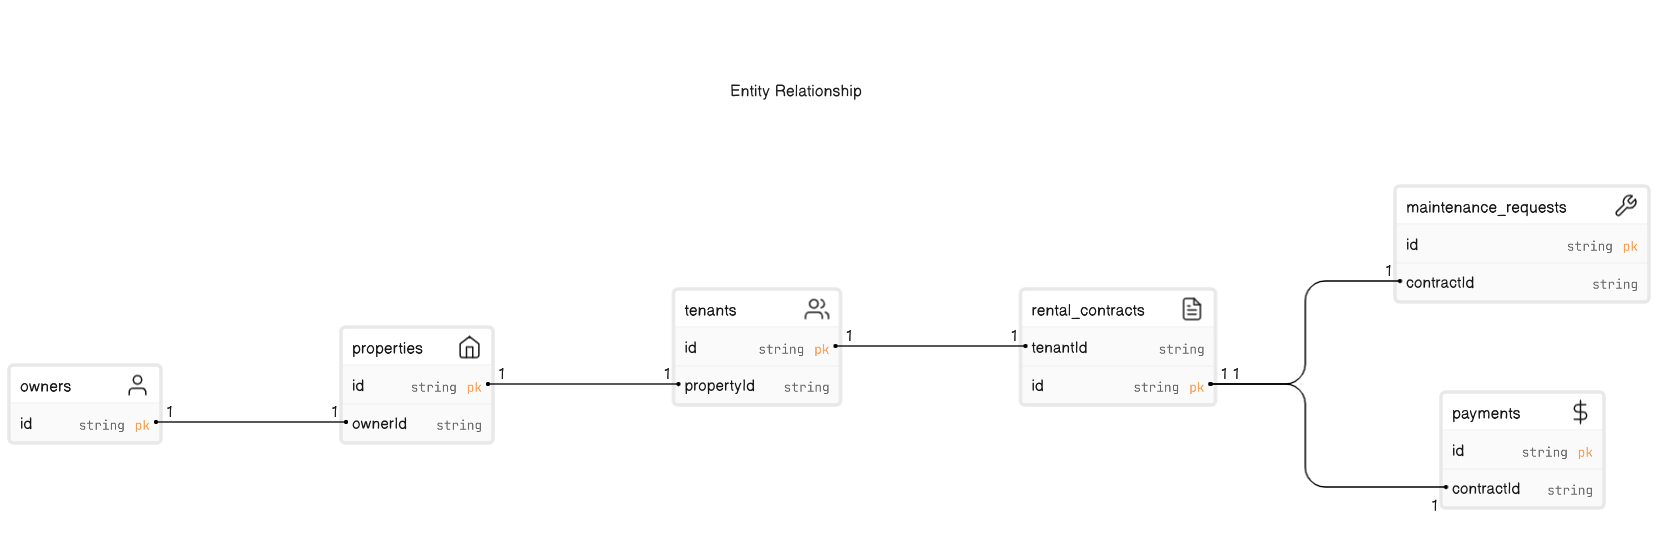 Entity Relationship
owners
id string pk
1
1
properties
id string pk
ownerId string
1
1
tenants
id string pk
propertyId string
1
1
rental_contracts
tenantId string
id string pk
1 1
1
maintenance_requests
id string pk
contractId string
1
payments
id string pk
contractId string